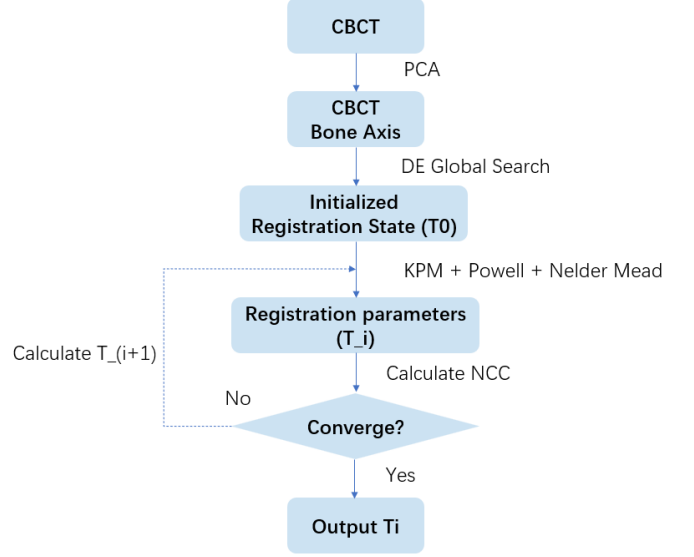 CBCT
PCA
CBCT
Bone Axis
DE Global Search
Initialized
Registration State (T0)
KPM + Powell + Nelder Mead
Registration parameters
(T_i)
Calculate T_(i+1)
Calculate NCC
No
Converge?
Yes
Output Ti